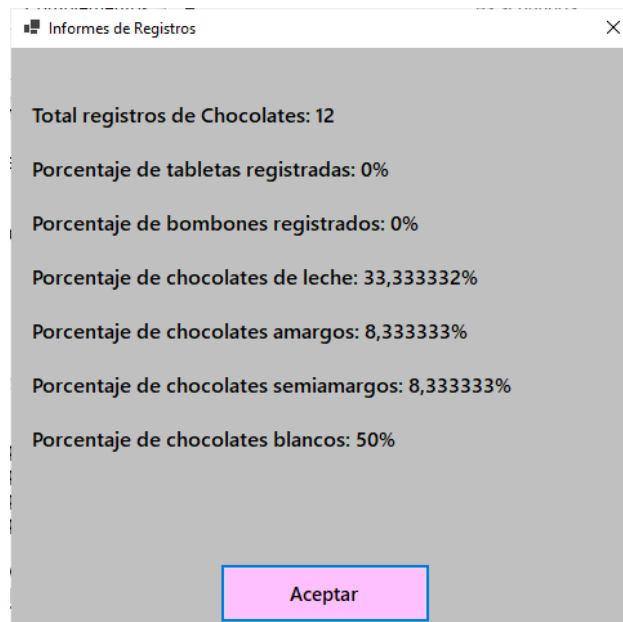 Informes de Registros
Total registros de Chocolates: 12
Porcentaje de tabletas registradas: 0%
Porcentaje de bombones registrados: 0%
Porcentaje de chocolates de leche: 33,333332%
Porcentaje de chocolates amargos: 8,333333%
Porcentaje de chocolates semiamargos: 8,333333%
Porcentaje de chocolates blancos: 50%
Aceptar